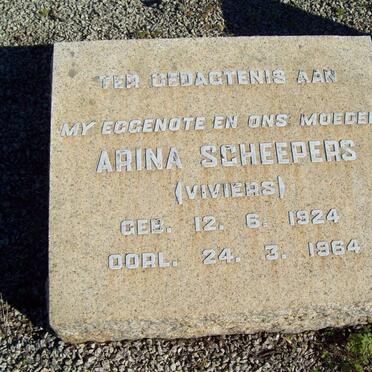 TER GEDAGTENIS AAN
MY EGGENOTE EN ONS MOEDER
ARINA SCHEEPERS
(VIVIERS)
GEB. 12. 6. 1924
OORL. 24. 3. 1964